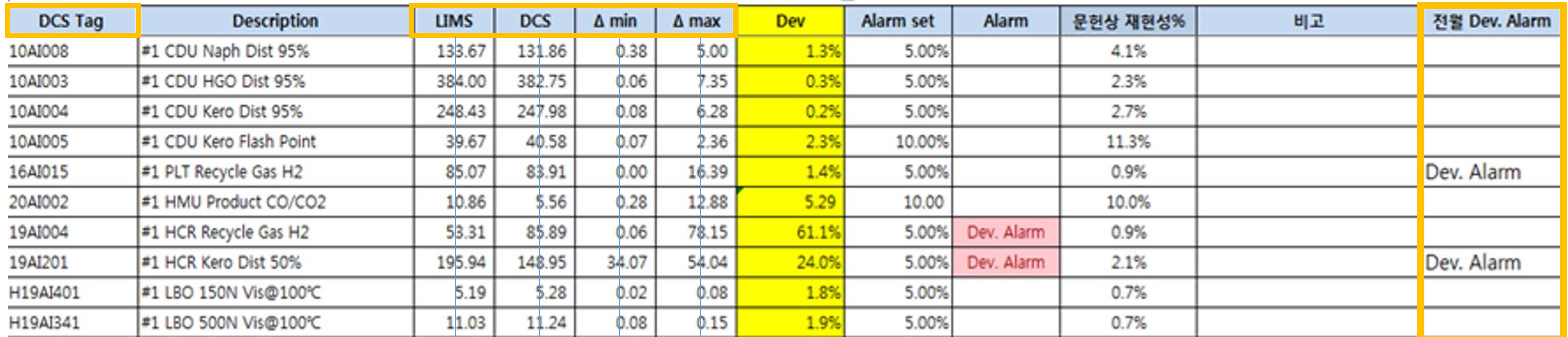 DCS Tag Description LIMS DCS Δ min Δ max Dev Alarm set Alarm 문헌상 재현성% 비고 전월 Dev. Alarm
10AI008 #1 CDU Naph Dist 95% 133.67 131.86 0.38 5.00 1.3% 5.00% 4.1%
10AI003 #1 CDU HGO Dist 95% 384.00 382.75 0.06 7.35 0.3% 5.00% 2.3%
10AI004 #1 CDU Kero Dist 95% 248.43 247.98 0.08 6.28 0.2% 5.00% 2.7%
10AI005 #1 CDU Kero Flash Point 39.67 40.58 0.07 2.36 2.3% 10.00% 11.3%
16AI015 #1 PLT Recycle Gas H2 85.07 83.91 0.00 16.39 1.4% 5.00% 0.9% Dev. Alarm
20AI002 #1 HMU Product CO/CO2 10.86 5.56 0.28 12.88 5.29 10.00 10.0%
19AI004 #1 HCR Recycle Gas H2 53.31 85.89 0.06 78.15 61.1% 5.00% Dev. Alarm 0.9%
19AI201 #1 HCR Kero Dist 50% 195.94 148.95 34.07 54.04 24.0% 5.00% Dev. Alarm 2.1% Dev. Alarm
H19AI401 #1 LBO 150N Vis@100℃ 5.19 5.28 0.02 0.08 1.8% 5.00% 0.7%
H19AI341 #1 LBO 500N Vis@100℃ 11.03 11.24 0.08 0.15 1.9% 5.00% 0.7%